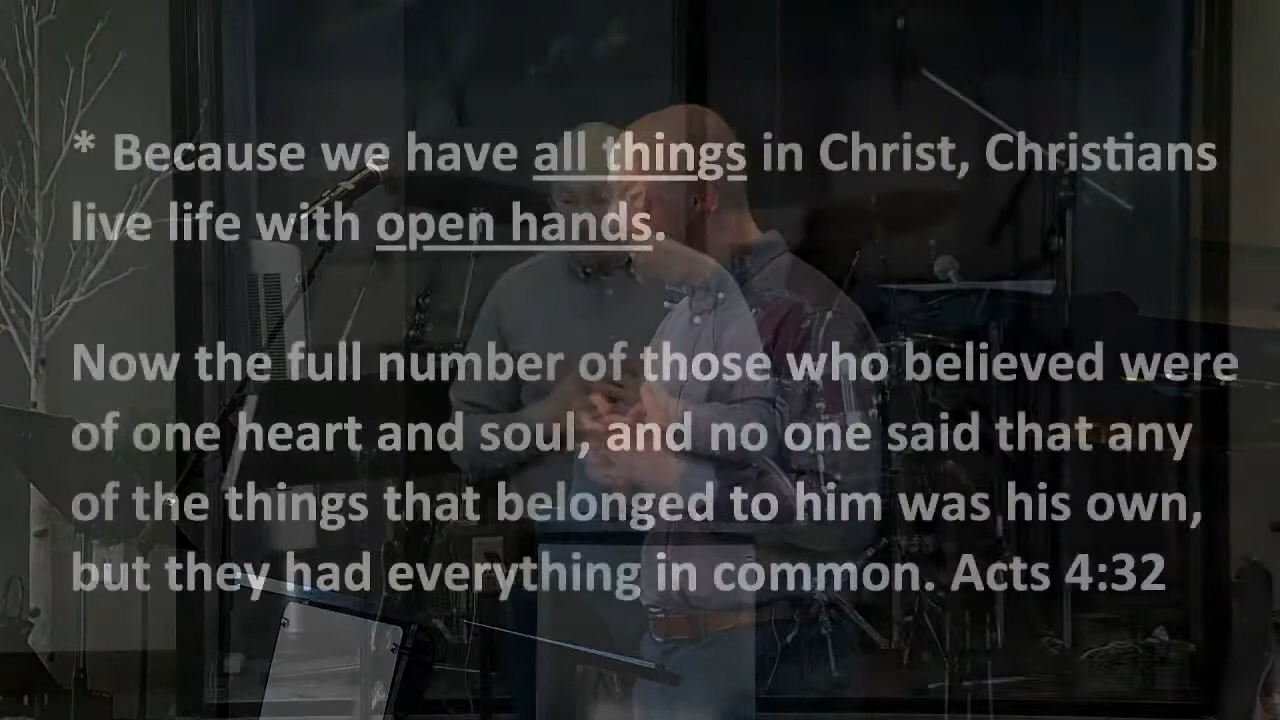 * Because we have all things in Christ, Christians
live life with open hands.
Now the full number of those who believed were
of one heart and soul, and no one said that any
of the things that belonged to him was his own,
but they had everything in common. Acts 4:32